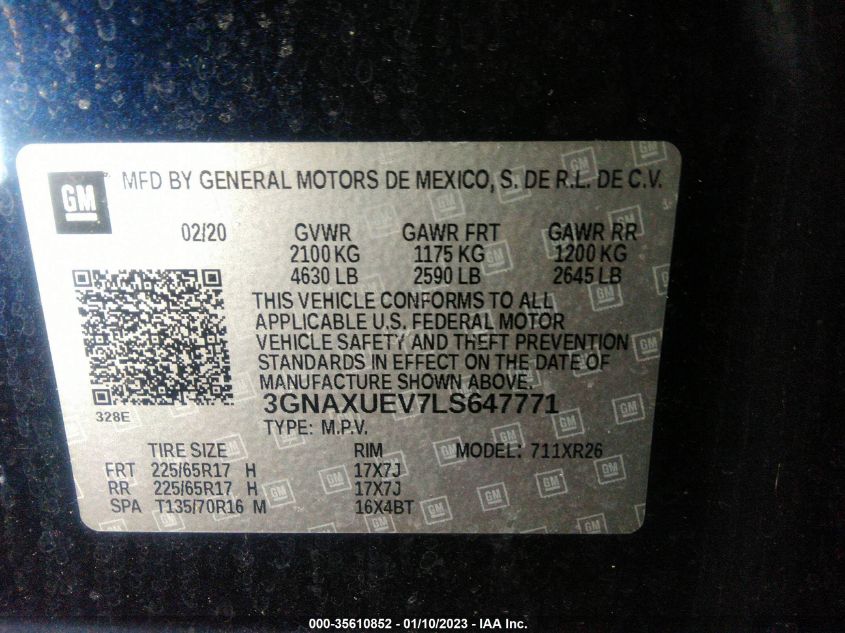 GM
MFD BY GENERAL MOTORS DE MEXICO, S. DE R.L. DE C.V.
02/20 GVWR GAWR FRT GAWR RR
2100 KG 1175 KG 1200 KG
4630 LB 2590 LB 2645 LB
THIS VEHICLE CONFORMS TO ALL
APPLICABLE U.S. FEDERAL MOTOR
VEHICLE SAFETY AND THEFT PREVENTION
STANDARDS IN EFFECT ON THE DATE OF
MANUFACTURE SHOWN ABOVE.
328E
3GNAXUEV7LS647771
TYPE: M.P.V.
TIRE SIZE RIM MODEL: 711XR26
FRT 225/65R17 H 17X7J
RR 225/65R17 H 17X7J
SPA T135/70R16 M 16X4BT
000-35610852 - 01/10/2023 - IAA Inc.